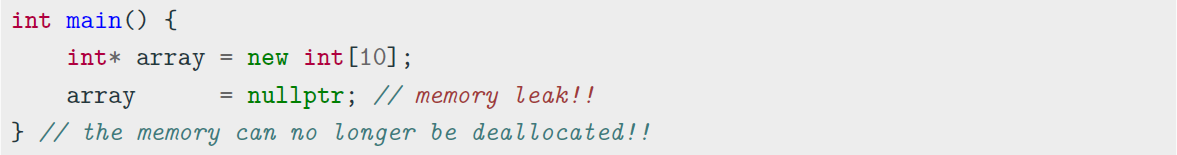 int main() {
    int* array = new int[10];
    array      = nullptr; // memory leak!!
} // the memory can no longer be deallocated!!